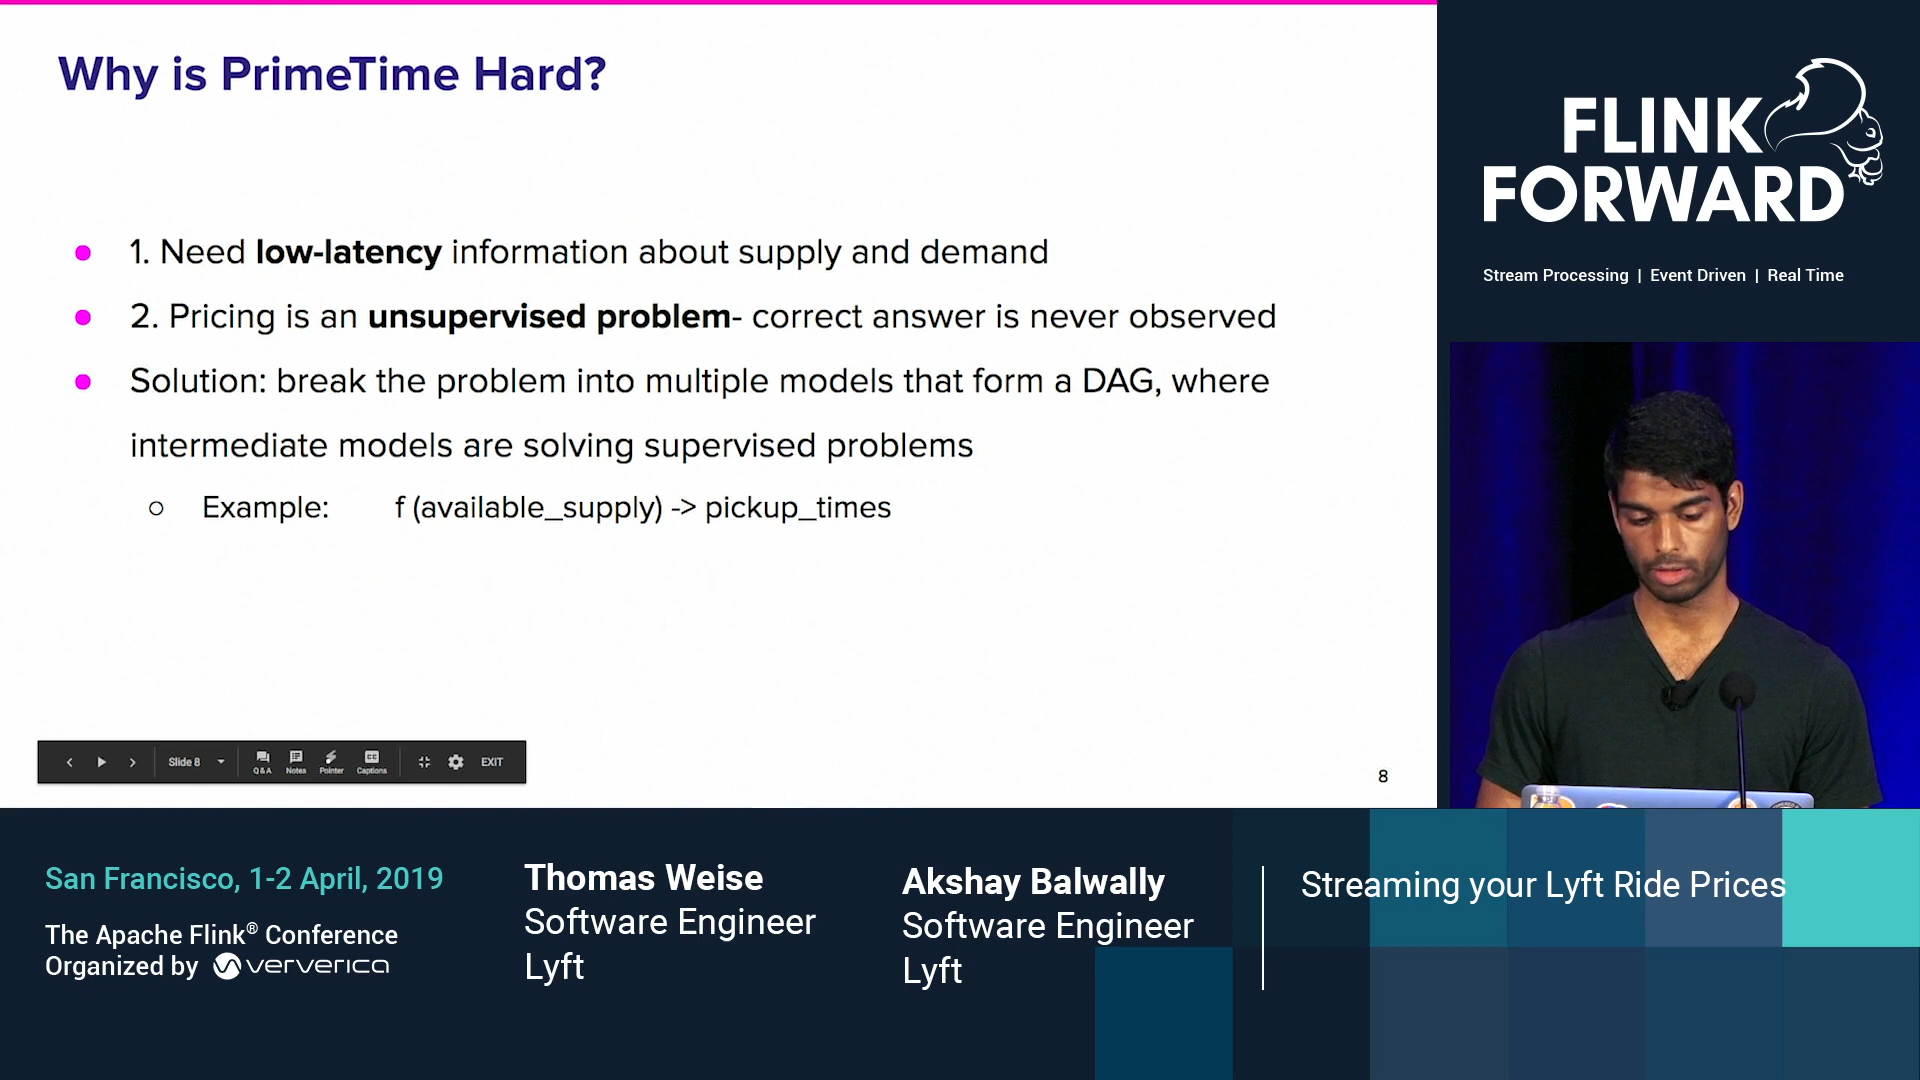 Why is PrimeTime Hard?
1. Need low-latency information about supply and demand
2. Pricing is an unsupervised problem- correct answer is never observed
Solution: break the problem into multiple models that form a DAG, where
intermediate models are solving supervised problems
Example: f (available_supply) -> pickup_times
Slide 8
Q&A
Notes
Pointer
Captions
EXIT
8
FLINK
FORWARD
Stream Processing | Event Driven | Real Time
San Francisco, 1-2 April, 2019
The Apache Flink® Conference
Organized by ververica
Thomas Weise
Software Engineer
Lyft
Akshay Balwally
Software Engineer
Lyft
Streaming your Lyft Ride Prices